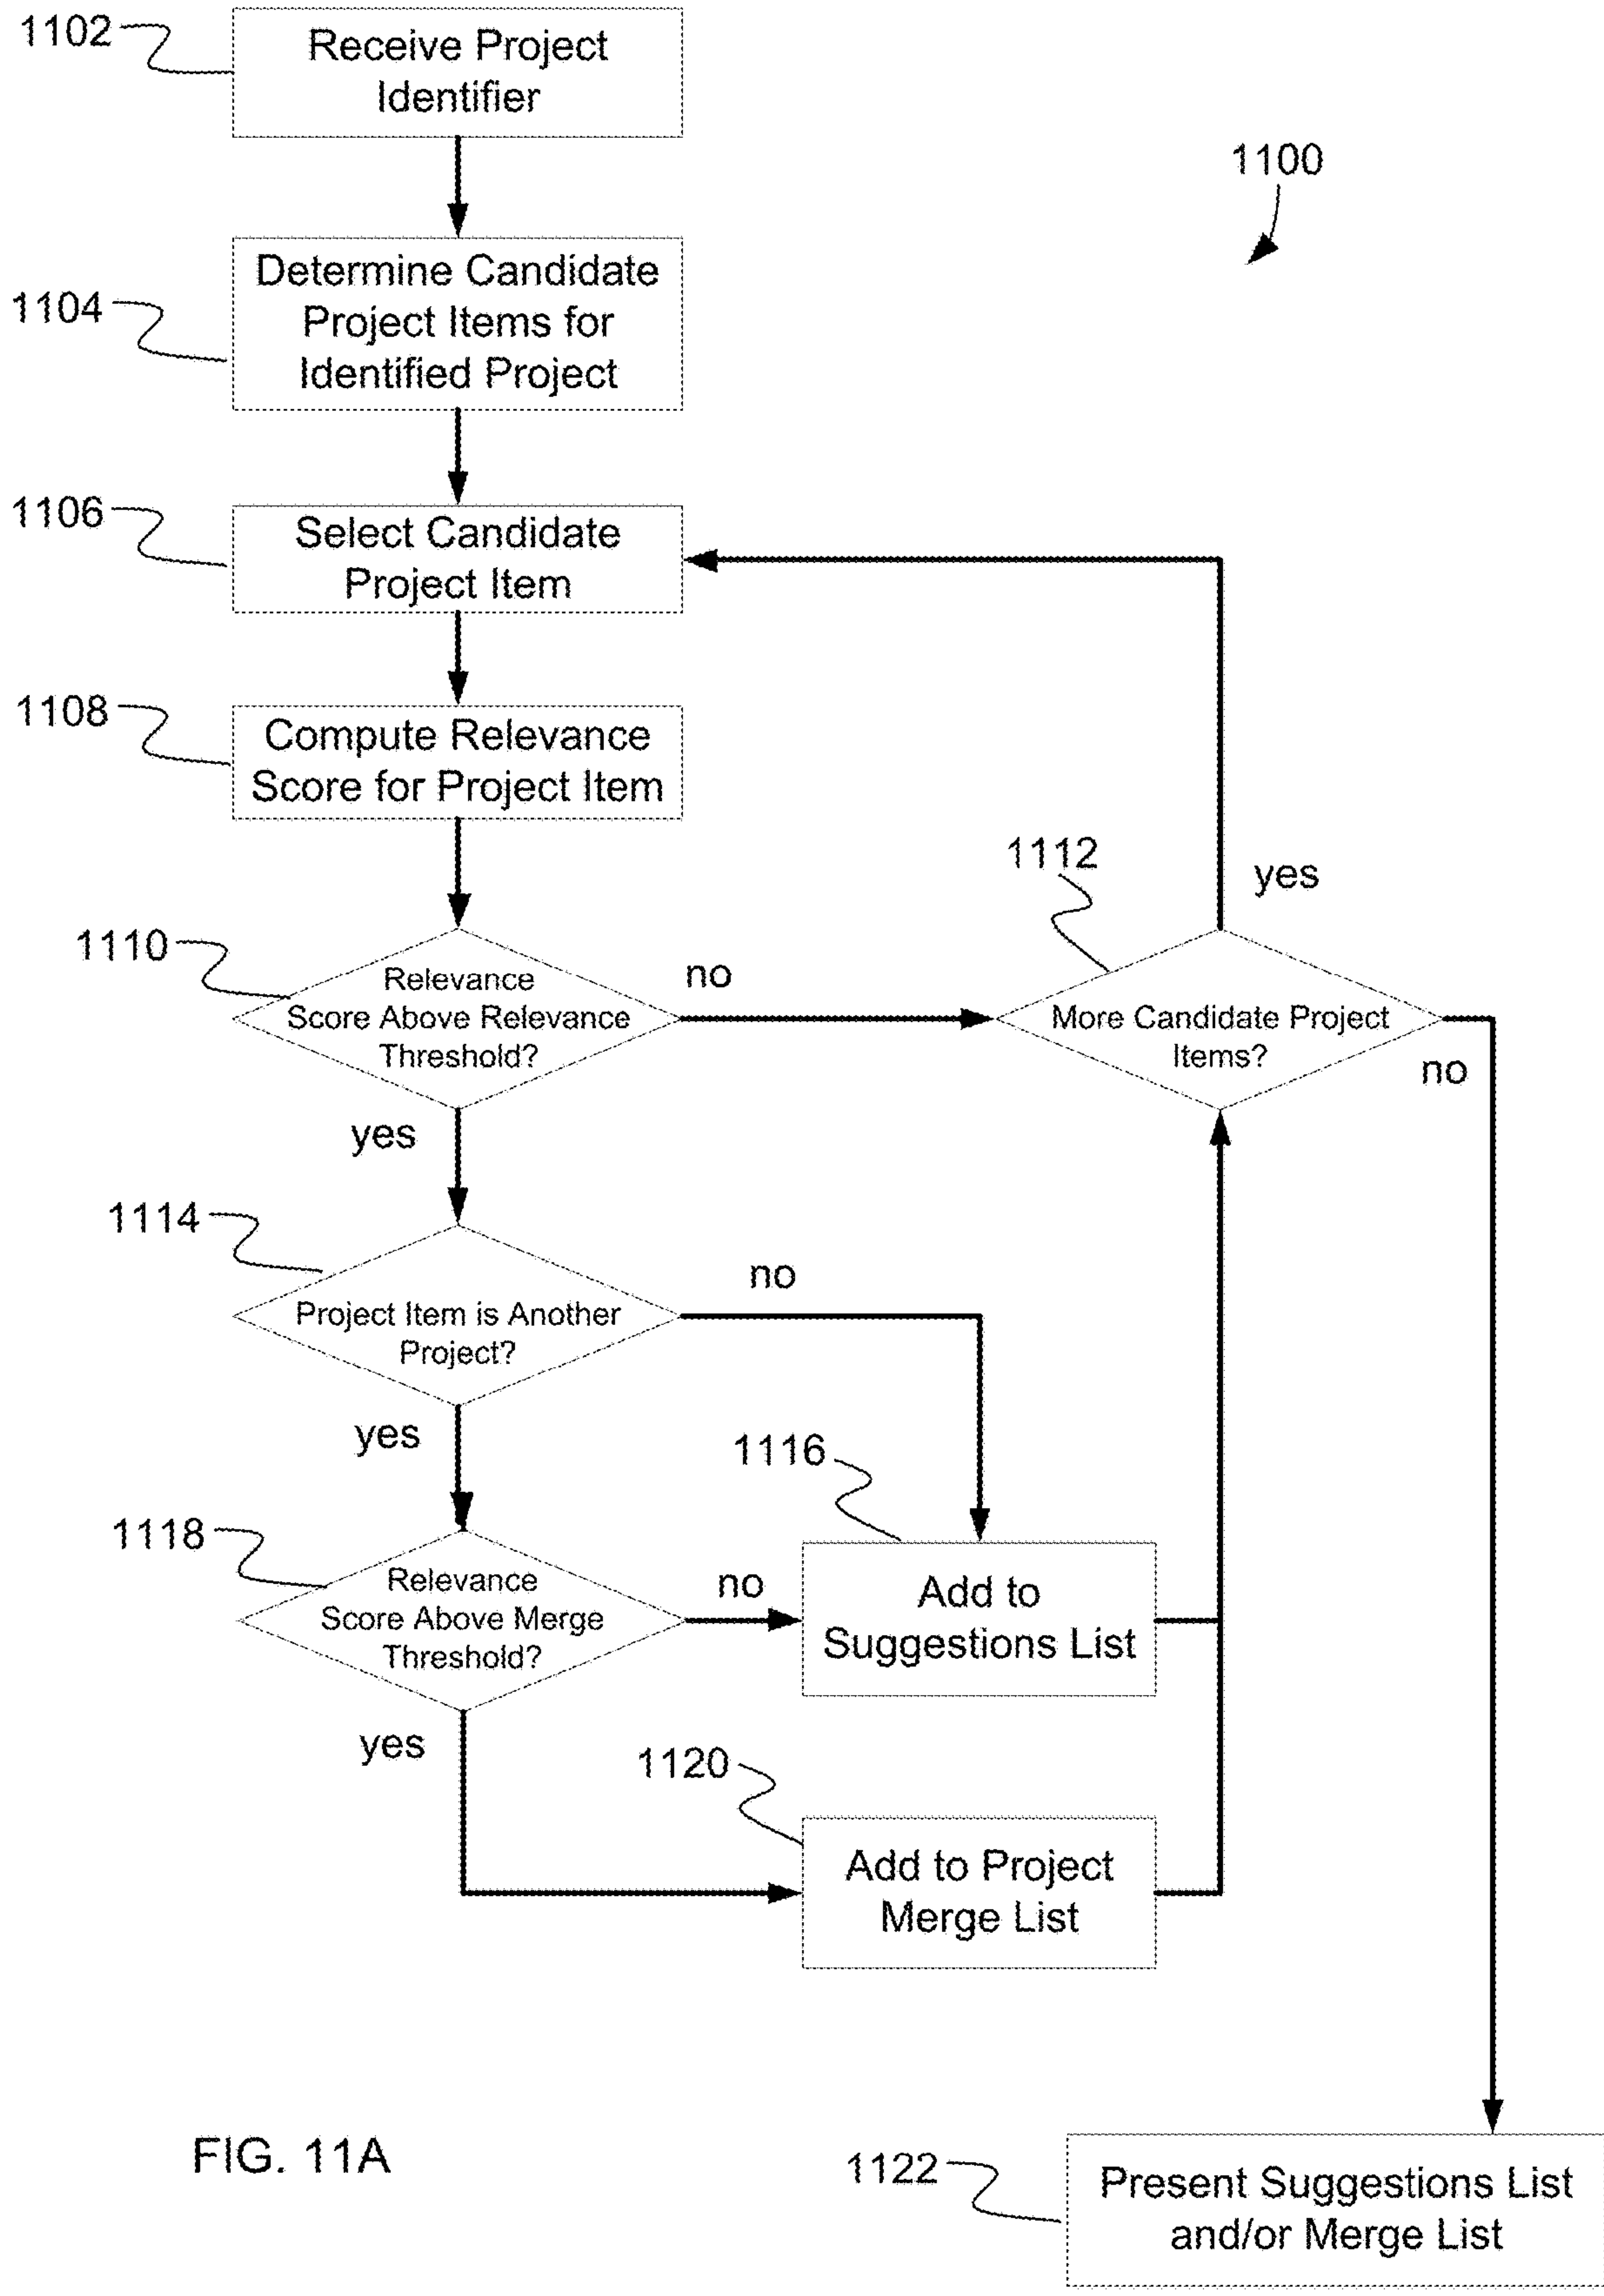 1102
Receive Project
Identifier
1100
1104
Determine Candidate
Project Items for
Identified Project
1106
Select Candidate
Project Item
1108
Compute Relevance
Score for Project Item
1110
Relevance
Score Above Relevance
Threshold?
no
yes
1112
More Candidate Project
Items?
yes
no
1114
Project Item is Another
Project?
no
yes
1116
Add to
Suggestions List
1118
Relevance
Score Above Merge
Threshold?
no
yes
1120
Add to Project
Merge List
1122
Present Suggestions List
and/or Merge List
FIG. 11A